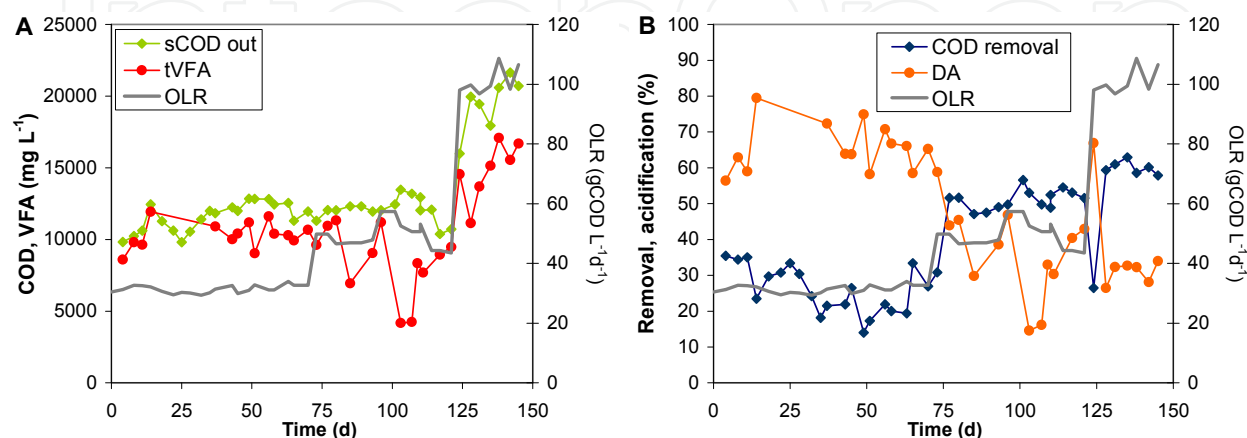 A
sCOD out
tVFA
OLR
COD, VFA (mg L-1)
25000
20000
15000
10000
5000
0
120
100
80
60
40
20
0
OLR (gCOD L-1d-1)
0 25 50 75 100 125 150
Time (d)
B
COD removal
DA
OLR
Removal, acidification (%)
100
90
80
70
60
50
40
30
20
10
0
120
100
80
60
40
20
0
OLR (gCOD L-1d-1)
0 25 50 75 100 125 150
Time (d)